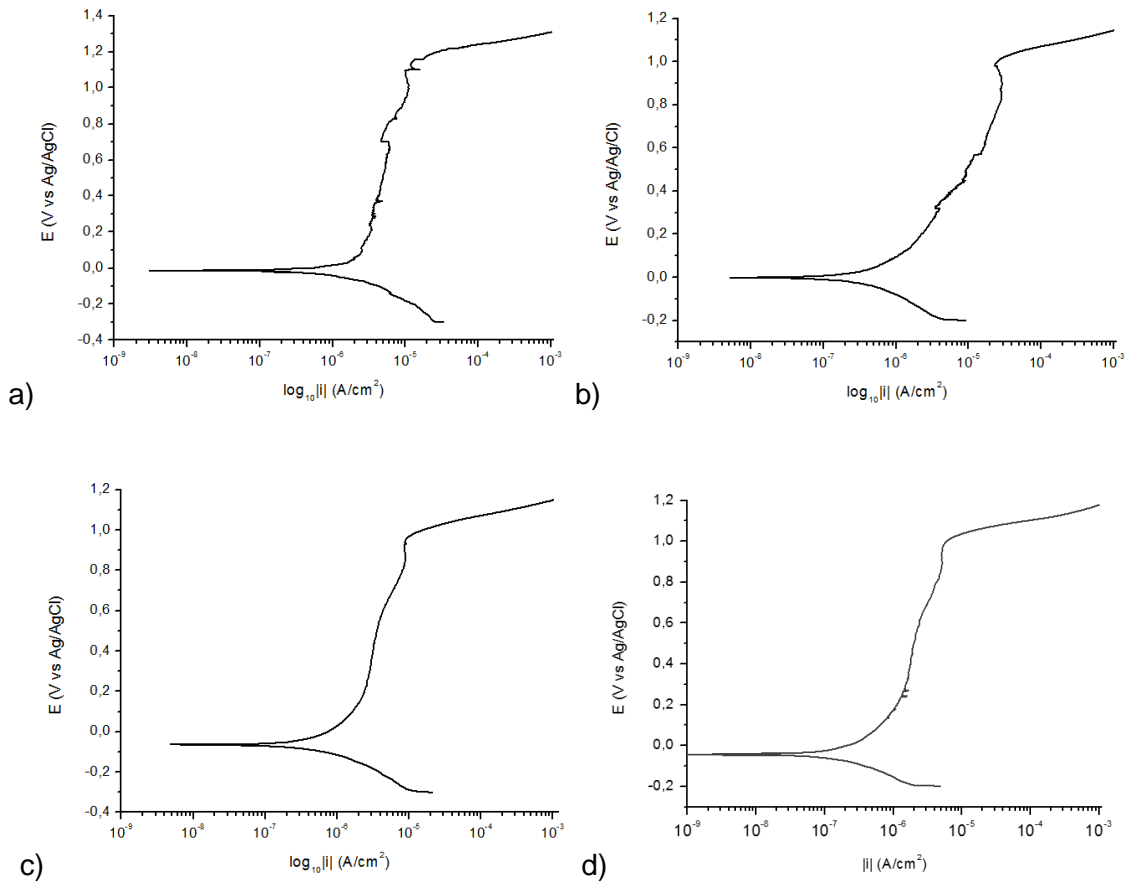 1,4
1,2
1,0
0,8
0,6
0,4
0,2
0,0
-0,2
-0,4
E (V vs Ag/AgCl)
10⁻⁹ 10⁻⁸ 10⁻⁷ 10⁻⁶ 10⁻⁵ 10⁻⁴ 10⁻³
log₁₀|i| (A/cm²)
a)
1,2
1,0
0,8
0,6
0,4
0,2
0,0
-0,2
E (V vs Ag/Ag/Cl)
10⁻⁹ 10⁻⁸ 10⁻⁷ 10⁻⁶ 10⁻⁵ 10⁻⁴ 10⁻³
log₁₀|i| (A/cm²)
b)
1,2
1,0
0,8
0,6
0,4
0,2
0,0
-0,2
-0,4
E (V vs Ag/AgCl)
10⁻⁹ 10⁻⁸ 10⁻⁷ 10⁻⁶ 10⁻⁵ 10⁻⁴ 10⁻³
log₁₀|i| (A/cm²)
c)
1,2
1,0
0,8
0,6
0,4
0,2
0,0
-0,2
E (V vs Ag/AgCl)
10⁻⁹ 10⁻⁸ 10⁻⁷ 10⁻⁶ 10⁻⁵ 10⁻⁴ 10⁻³
|i| (A/cm²)
d)